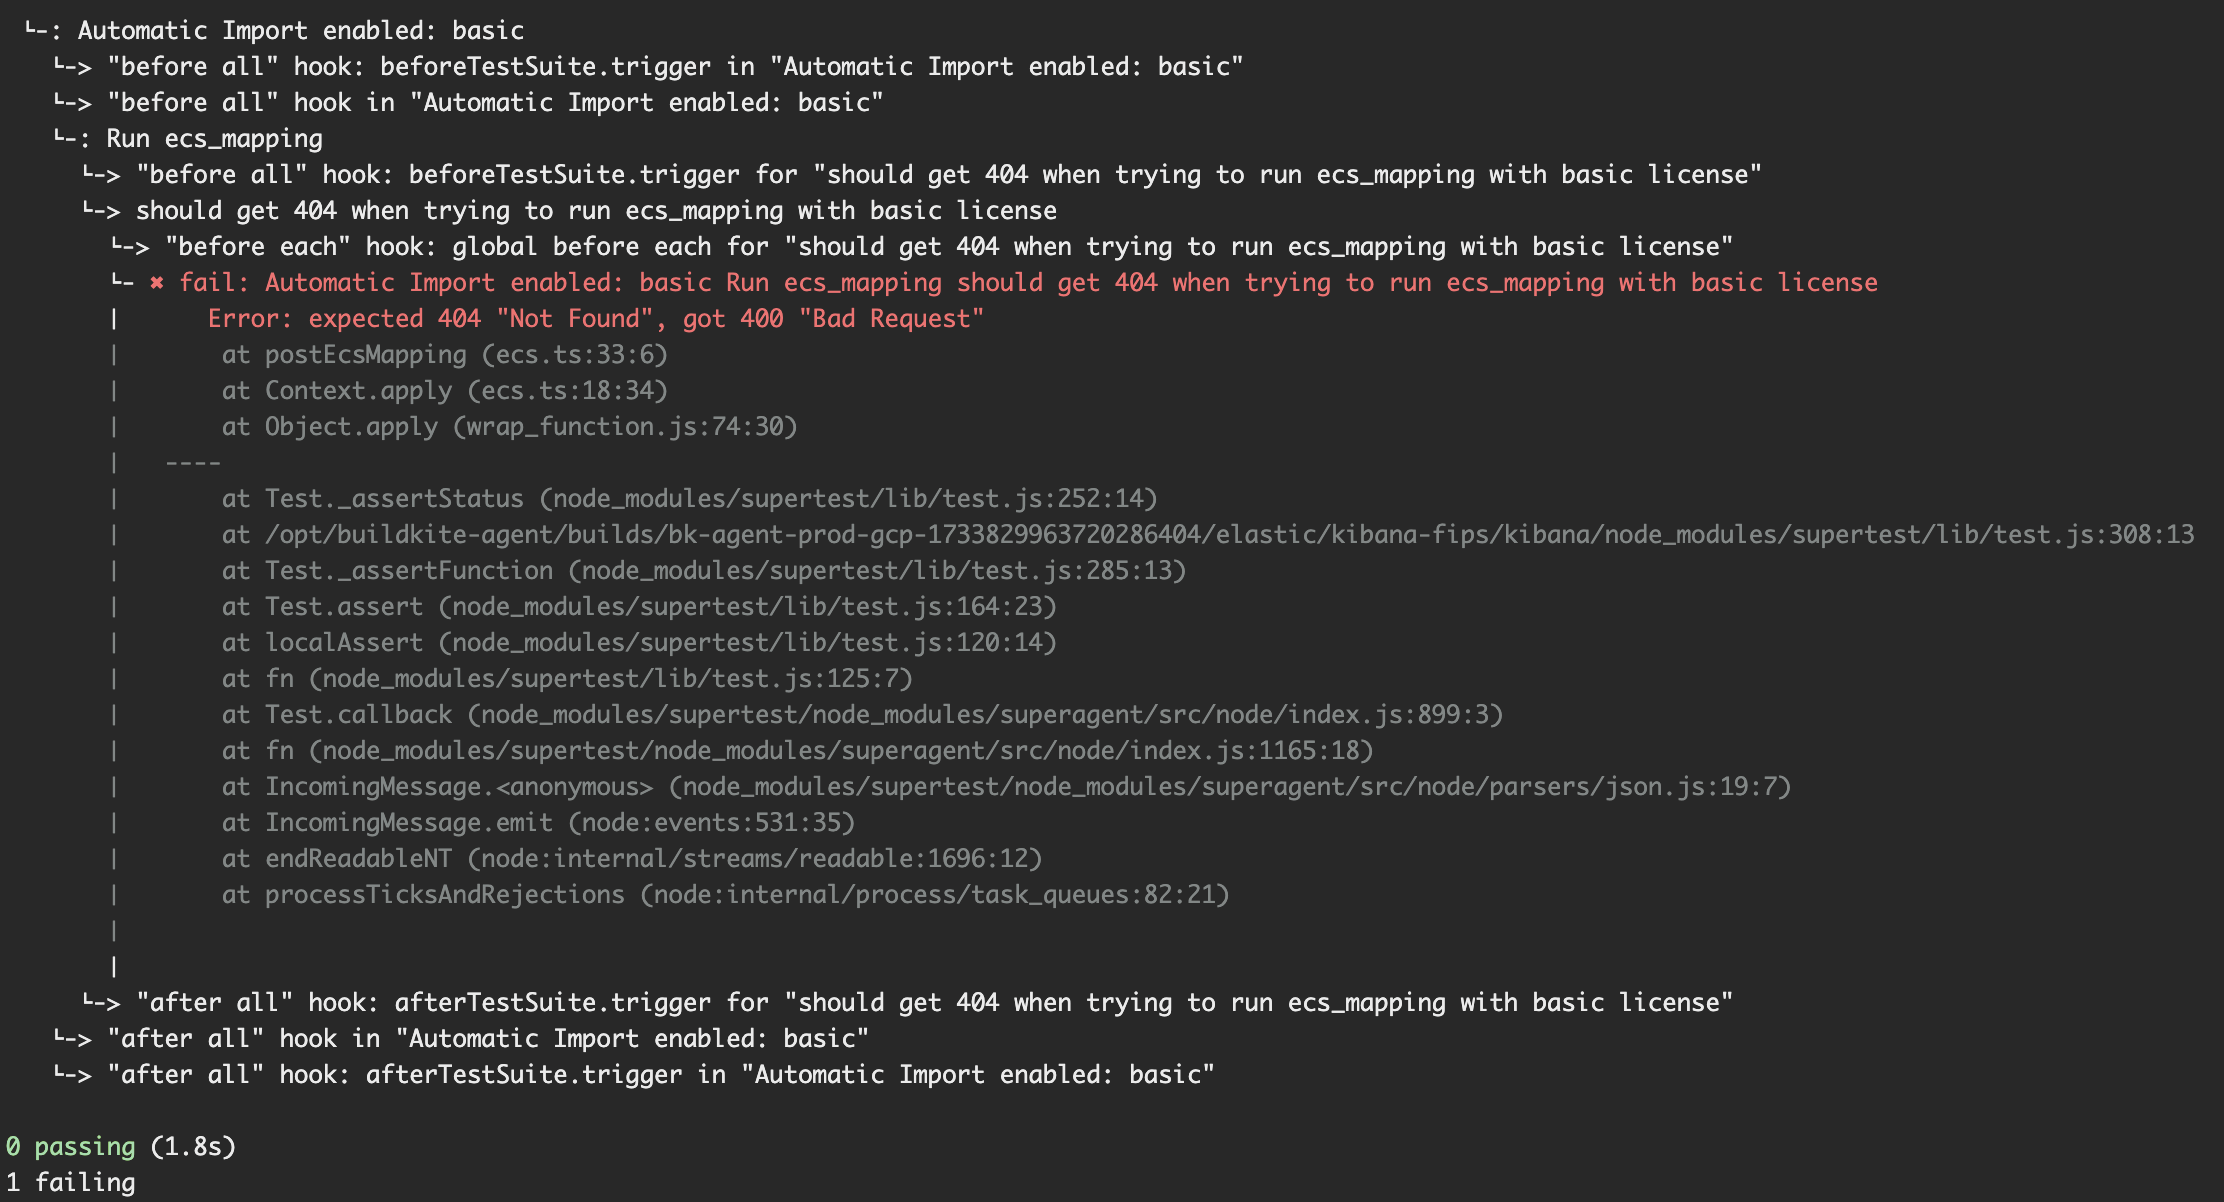 └-: Automatic Import enabled: basic
└-> "before all" hook: beforeTestSuite.trigger in "Automatic Import enabled: basic"
└-> "before all" hook in "Automatic Import enabled: basic"
└-: Run ecs_mapping
└-> "before all" hook: beforeTestSuite.trigger for "should get 404 when trying to run ecs_mapping with basic license"
└-> should get 404 when trying to run ecs_mapping with basic license
└-> "before each" hook: global before each for "should get 404 when trying to run ecs_mapping with basic license"
└- ✖ fail: Automatic Import enabled: basic Run ecs_mapping should get 404 when trying to run ecs_mapping with basic license
│ Error: expected 404 "Not Found", got 400 "Bad Request"
│ at postEcsMapping (ecs.ts:33:6)
│ at Context.apply (ecs.ts:18:34)
│ at Object.apply (wrap_function.js:74:30)
│ ----
│ at Test._assertStatus (node_modules/supertest/lib/test.js:252:14)
│ at /opt/buildkite-agent/builds/bk-agent-prod-gcp-1733829963720286404/elastic/kibana-fips/kibana/node_modules/supertest/lib/test.js:308:13
│ at Test._assertFunction (node_modules/supertest/lib/test.js:285:13)
│ at Test.assert (node_modules/supertest/lib/test.js:164:23)
│ at localAssert (node_modules/supertest/lib/test.js:120:14)
│ at fn (node_modules/supertest/lib/test.js:125:7)
│ at Test.callback (node_modules/supertest/node_modules/superagent/src/node/index.js:899:3)
│ at fn (node_modules/supertest/node_modules/superagent/src/node/index.js:1165:18)
│ at IncomingMessage.<anonymous> (node_modules/supertest/node_modules/superagent/src/node/parsers/json.js:19:7)
│ at IncomingMessage.emit (node:events:531:35)
│ at endReadableNT (node:internal/streams/readable:1696:12)
│ at processTicksAndRejections (node:internal/process/task_queues:82:21)
│
│
└-> "after all" hook: afterTestSuite.trigger for "should get 404 when trying to run ecs_mapping with basic license"
└-> "after all" hook in "Automatic Import enabled: basic"
└-> "after all" hook: afterTestSuite.trigger in "Automatic Import enabled: basic"
0 passing (1.8s)
1 failing